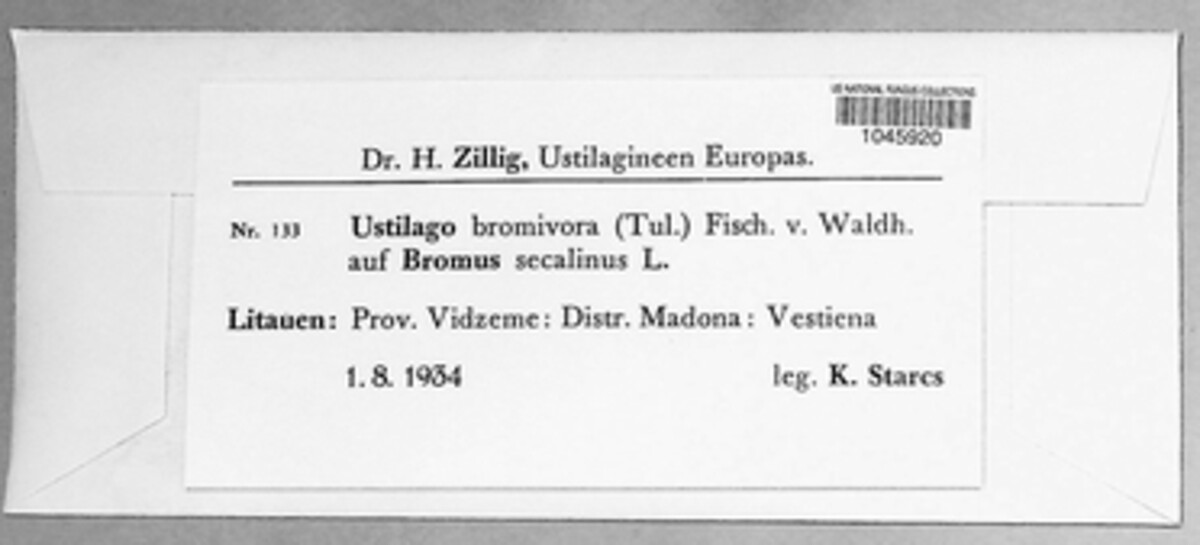 US NATIONAL FUNGUS COLLECTIONS
1045920
Dr. H. Zillig, Ustilagineen Europas.
Nr. 133 Ustilago bromivora (Tul.) Fisch. v. Waldh.
auf Bromus secalinus L.
Litauen: Prov. Vidzeme: Distr. Madona: Vestiena
1. 8. 1934 leg. K. Starcs